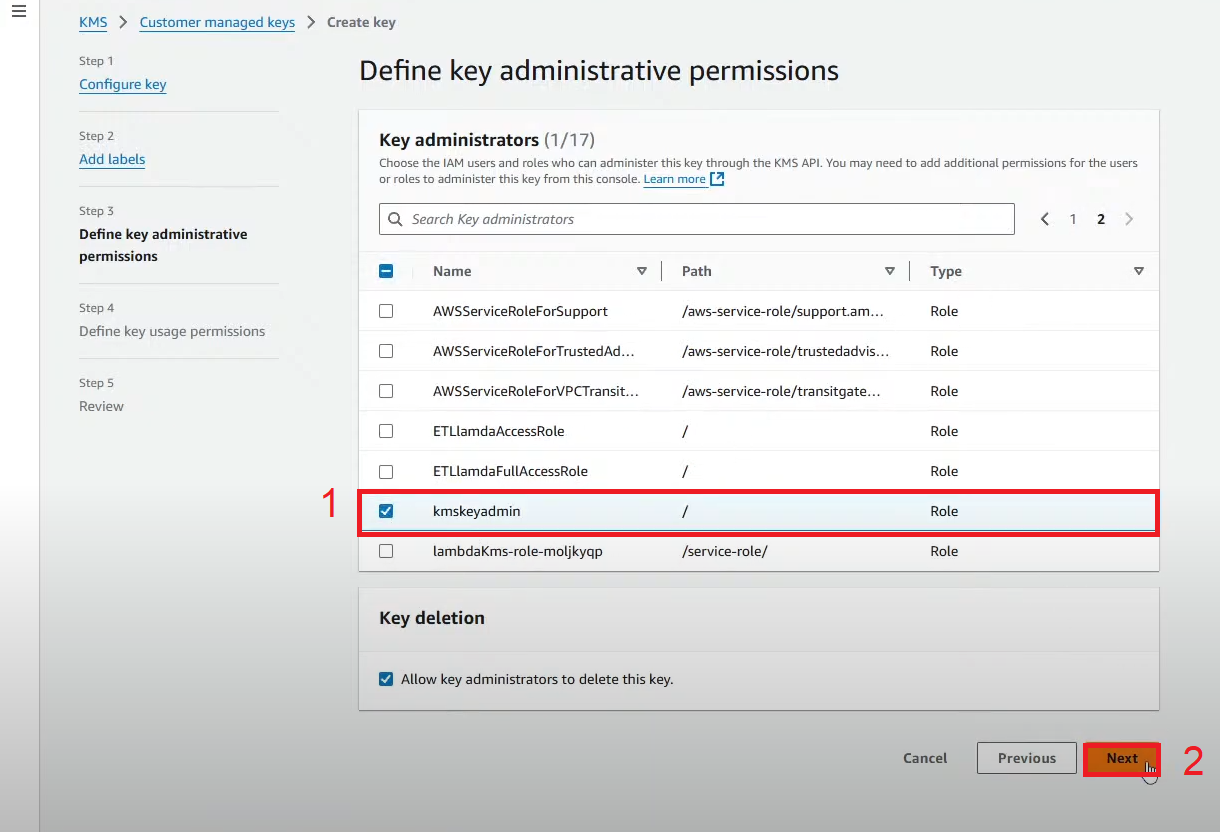 KMS > Customer managed keys > Create key
Step 1
Configure key
Step 2
Add labels
Step 3
Define key administrative
permissions
Step 4
Define key usage permissions
Step 5
Review
Define key administrative permissions
Key administrators (1/17)
Choose the IAM users and roles who can administer this key through the KMS API. You may need to add additional permissions for the users
or roles to administer this key from this console. Learn more
Search Key administrators
1 2
Name Path Type
AWSServiceRoleForSupport /aws-service-role/support.am... Role
AWSServiceRoleForTrustedAd... /aws-service-role/trustedadvis... Role
AWSServiceRoleForVPCTransit... /aws-service-role/transitgate... Role
ETLlamdaAccessRole / Role
ETLlamdaFullAccessRole / Role
1 kmskeyadmin / Role
lambdaKms-role-moljkyqp /service-role/ Role
Key deletion
Allow key administrators to delete this key.
Cancel Previous Next 2